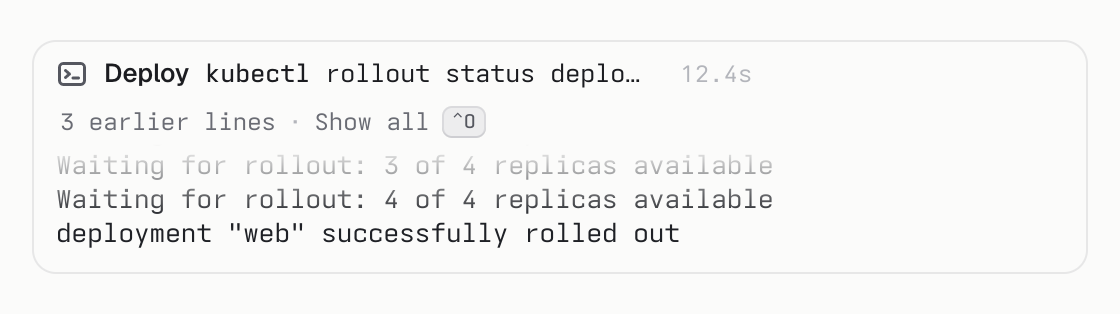 Deploy kubectl rollout status deplo… 12.4s
3 earlier lines · Show all ^O
Waiting for rollout: 3 of 4 replicas available
Waiting for rollout: 4 of 4 replicas available
deployment "web" successfully rolled out